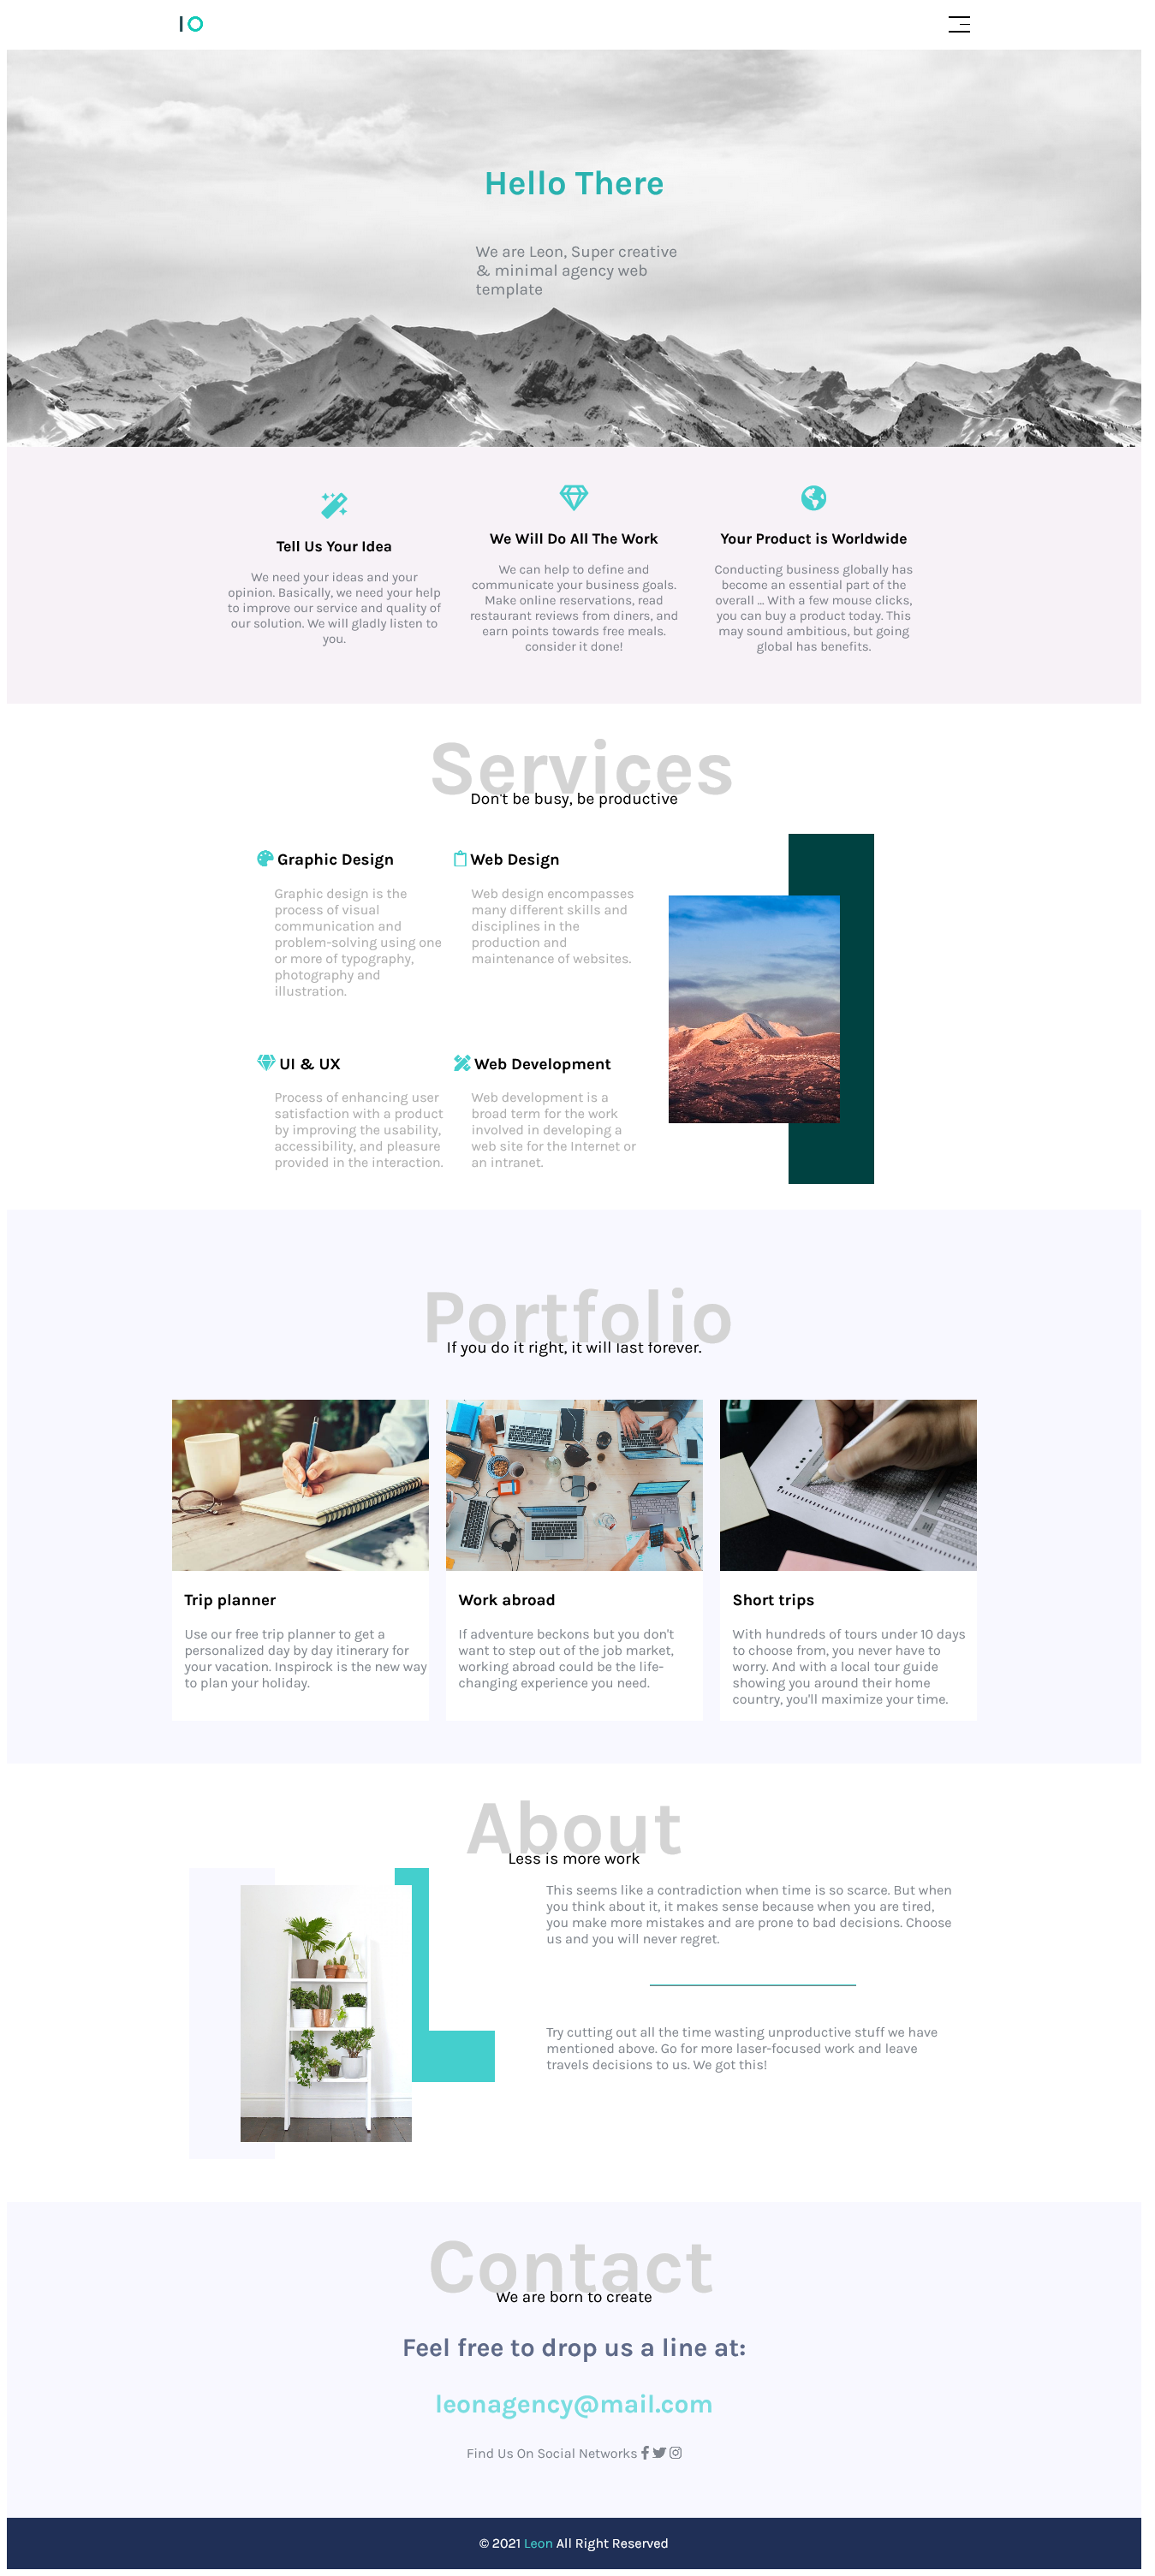 IO
Hello There
We are Leon, Super creative
& minimal agency web
template
Tell Us Your Idea
We need your ideas and your
opinion. Basically, we need your help
to improve our service and quality of
our solution. We will gladly listen to
you.
We Will Do All The Work
We can help to define and
communicate your business goals.
Make online reservations, read
restaurant reviews from diners, and
earn points towards free meals.
consider it done!
Your Product is Worldwide
Conducting business globally has
become an essential part of the
overall ... With a few mouse clicks,
you can buy a product today. This
may sound ambitious, but going
global has benefits.
Services
Don't be busy, be productive
Graphic Design
Graphic design is the
process of visual
communication and
problem-solving using one
or more of typography,
photography and
illustration.
Web Design
Web design encompasses
many different skills and
disciplines in the
production and
maintenance of websites.
UI & UX
Process of enhancing user
satisfaction with a product
by improving the usability,
accessibility, and pleasure
provided in the interaction.
Web Development
Web development is a
broad term for the work
involved in developing a
web site for the Internet or
an intranet.
Portfolio
If you do it right, it will last forever.
Trip planner
Use our free trip planner to get a
personalized day by day itinerary for
your vacation. Inspirock is the new way
to plan your holiday.
Work abroad
If adventure beckons but you don't
want to step out of the job market,
working abroad could be the life-
changing experience you need.
Short trips
With hundreds of tours under 10 days
to choose from, you never have to
worry. And with a local tour guide
showing you around their home
country, you'll maximize your time.
About
Less is more work
This seems like a contradiction when time is so scarce. But when
you think about it, it makes sense because when you are tired,
you make more mistakes and are prone to bad decisions. Choose
us and you will never regret.
Try cutting out all the time wasting unproductive stuff we have
mentioned above. Go for more laser-focused work and leave
travels decisions to us. We got this!
Contact
We are born to create
Feel free to drop us a line at:
leonagency@mail.com
Find Us On Social Networks
© 2021 Leon All Right Reserved